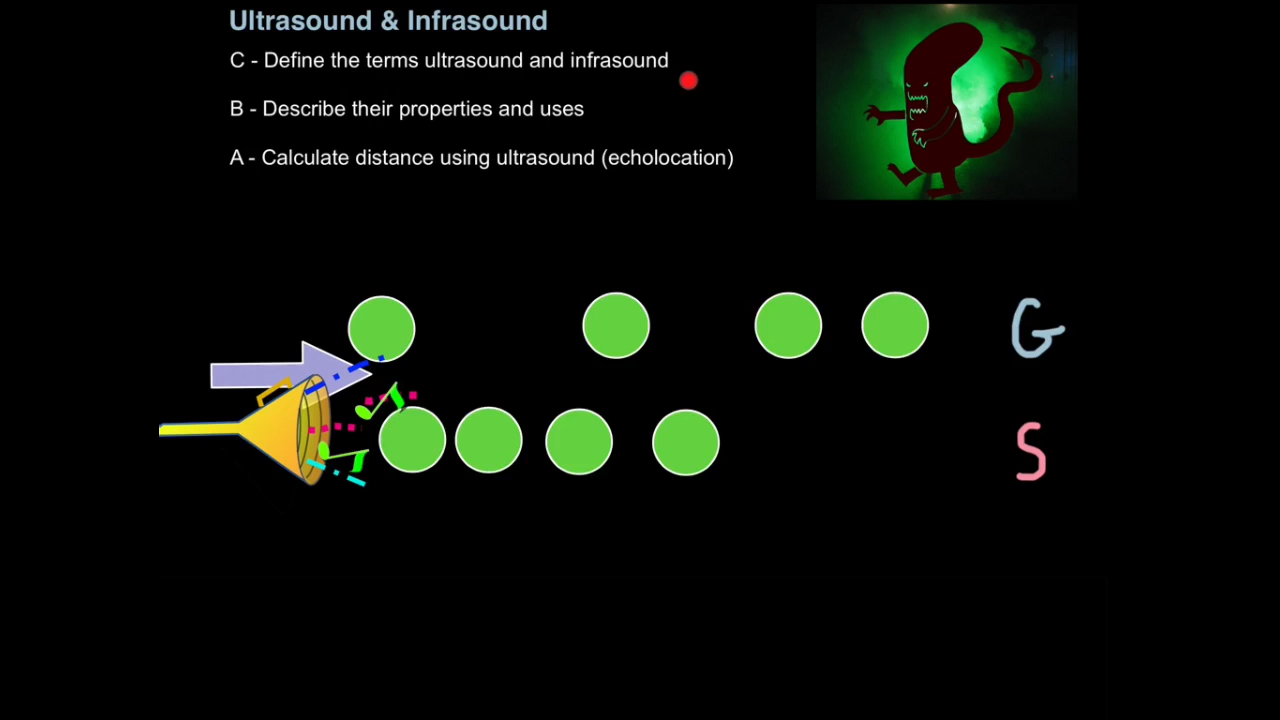 Ultrasound & Infrasound
C - Define the terms ultrasound and infrasound
B - Describe their properties and uses
A - Calculate distance using ultrasound (echolocation)
G
S